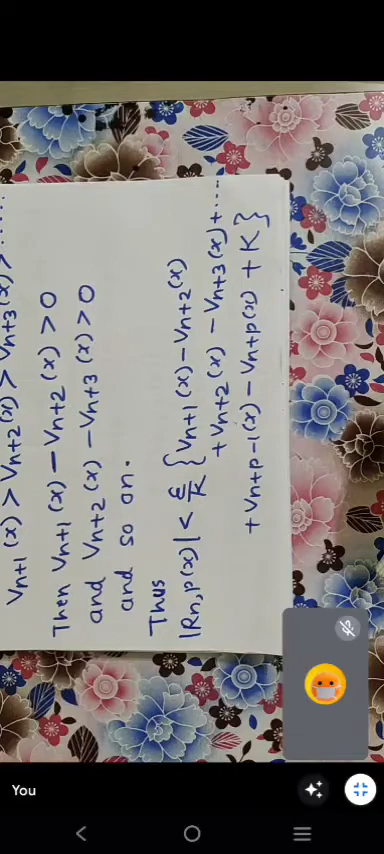 Vn+1(x) > Vn+2(x) > Vn+3(x) > .....
Then Vn+1(x) - Vn+2(x) > 0
and Vn+2(x) - Vn+3(x) > 0
and so on.
Thus
|Rn,p(x)| < ε/K { Vn+1(x) - Vn+2(x)
+ Vn+2(x) - Vn+3(x) + ...
+ Vn+p-1(x) - Vn+p(x) + K }
You